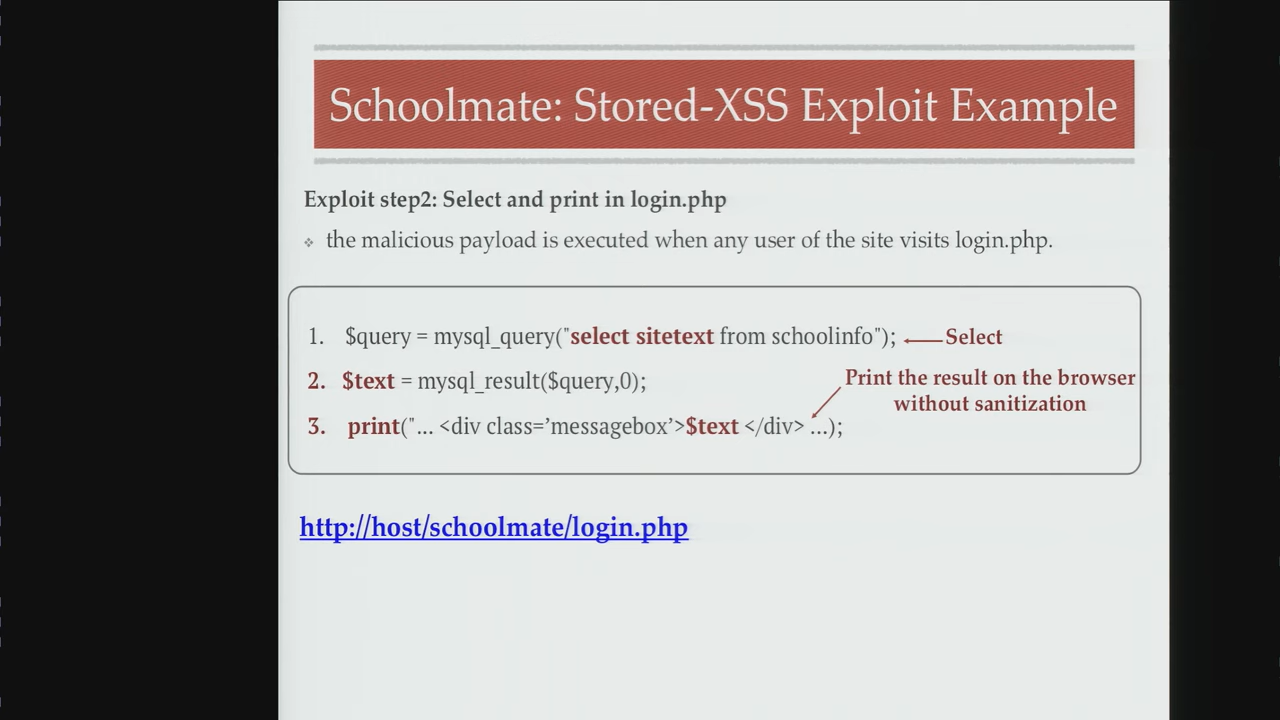 Schoolmate: Stored-XSS Exploit Example
Exploit step2: Select and print in login.php
❖ the malicious payload is executed when any user of the site visits login.php.
1. $query = mysql_query("select sitetext from schoolinfo"); Select
2. $text = mysql_result($query,0);
Print the result on the browser
without sanitization
3. print("... <div class=’messagebox’>$text </div> ...);
http://host/schoolmate/login.php